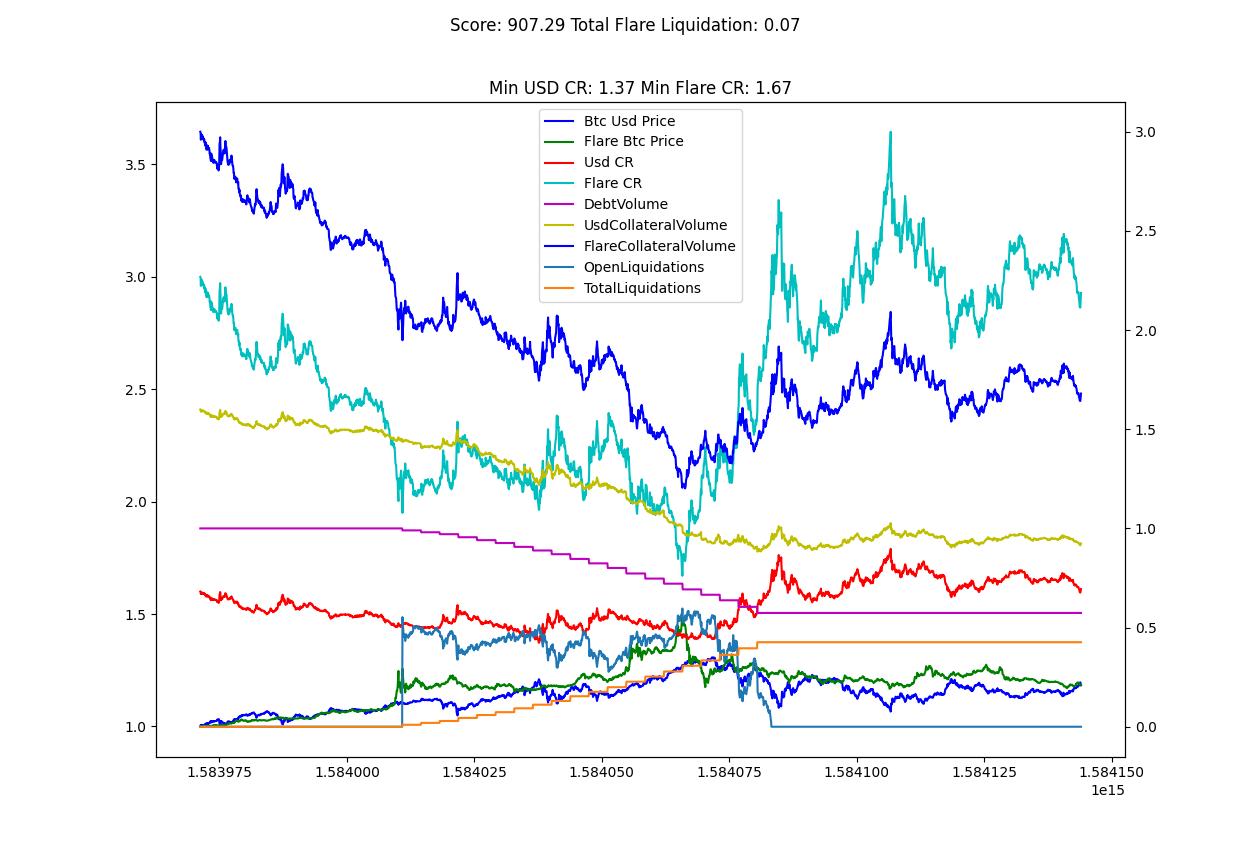 Score: 907.29 Total Flare Liquidation: 0.07
Min USD CR: 1.37 Min Flare CR: 1.67
Btc Usd Price
Flare Btc Price
Usd CR
Flare CR
DebtVolume
UsdCollateralVolume
FlareCollateralVolume
OpenLiquidations
TotalLiquidations
3.5
3.0
2.5
2.0
1.5
1.0
3.0
2.5
2.0
1.5
1.0
0.5
0.0
1.583975 1.584000 1.584025 1.584050 1.584075 1.584100 1.584125 1.584150
1e15